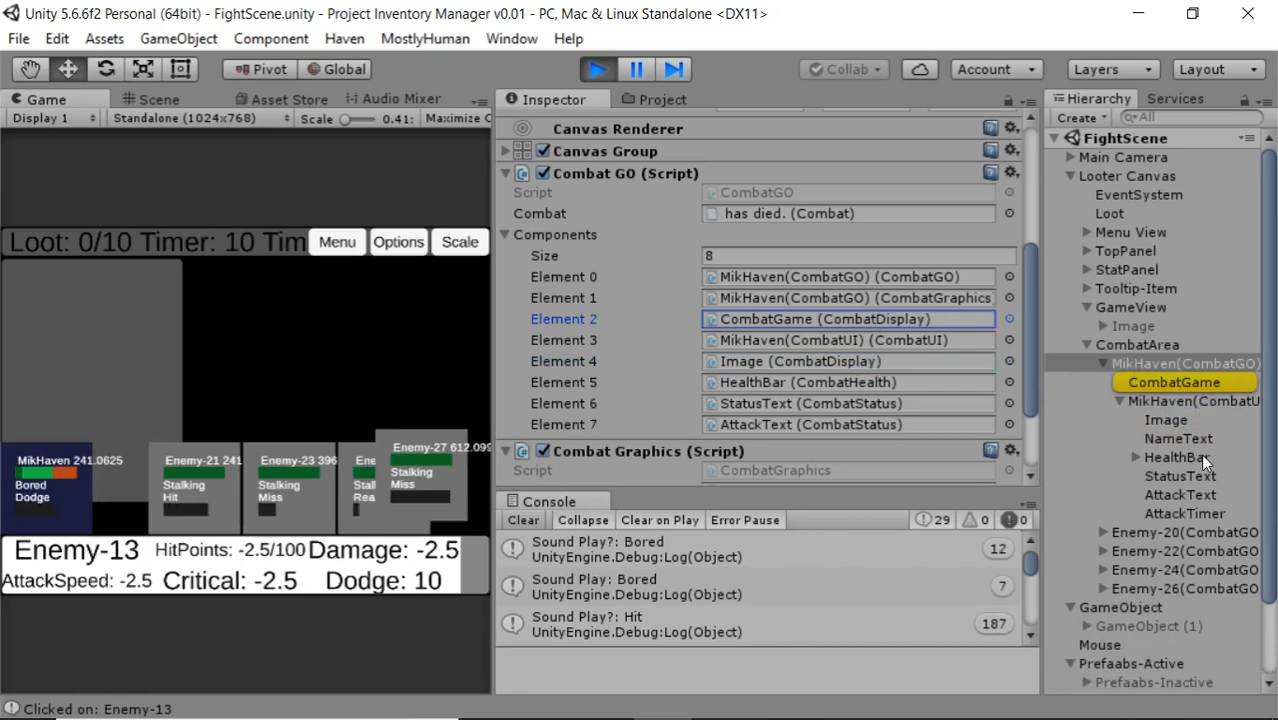 Unity 5.6.6f2 Personal (64bit) - FightScene.unity - Project Inventory Manager v0.01 - PC, Mac & Linux Standalone <DX11>
File Edit Assets GameObject Component Haven MostlyHuman Window Help
Pivot Global Collab Account Layers Layout
Game Scene Asset Store Audio Mixer
Display 1 Standalone (1024x768) Scale 0.41: Maximize C
Loot: 0/10 Timer: 10 Tim Menu Options Scale
MikHaven 241.0625
Bored
Dodge
Enemy-21 241
Stalking
Hit
Enemy-23 396
Stalking
Miss
Ene
Stall
Rea
Enemy-27 612.099
Stalking
Miss
Enemy-13 HitPoints: -2.5/100 Damage: -2.5
AttackSpeed: -2.5 Critical: -2.5 Dodge: 10
Clicked on: Enemy-13
Inspector Project
Canvas Renderer
Canvas Group
Combat GO (Script)
Script CombatGO
Combat has died. (Combat)
Components
Size 8
Element 0 MikHaven(CombatGO) (CombatGO)
Element 1 MikHaven(CombatGO) (CombatGraphics
Element 2 CombatGame (CombatDisplay)
Element 3 MikHaven(CombatUI) (CombatUI)
Element 4 Image (CombatDisplay)
Element 5 HealthBar (CombatHealth)
Element 6 StatusText (CombatStatus)
Element 7 AttackText (CombatStatus)
Combat Graphics (Script)
Script CombatGraphics
Console
Clear Collapse Clear on Play Error Pause 29 0 0
Sound Play?: Bored
UnityEngine.Debug:Log(Object) 12
Sound Play: Bored
UnityEngine.Debug:Log(Object) 7
Sound Play?: Hit
UnityEngine.Debug:Log(Object) 187
Hierarchy Services
Create All
FightScene
Main Camera
Looter Canvas
EventSystem
Loot
Menu View
TopPanel
StatPanel
Tooltip-Item
GameView
Image
CombatArea
MikHaven(CombatGO)
CombatGame
MikHaven(CombatU
Image
NameText
HealthBar
StatusText
AttackText
AttackTimer
Enemy-20(CombatGO
Enemy-22(CombatGO
Enemy-24(CombatGO
Enemy-26(CombatGO
GameObject
GameObject (1)
Mouse
Prefaabs-Active
Prefaabs-Inactive